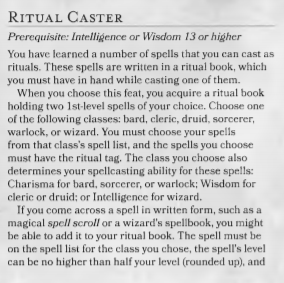 RITUAL CASTER
Prerequisite: Intelligence or Wisdom 13 or higher
You have learned a number of spells that you can cast as
rituals. These spells are written in a ritual book, which
you must have in hand while casting one of them.
When you choose this feat, you acquire a ritual book
holding two 1st-level spells of your choice. Choose one
of the following classes: bard, cleric, druid, sorcerer,
warlock, or wizard. You must choose your spells
from that class's spell list, and the spells you choose
must have the ritual tag. The class you choose also
determines your spellcasting ability for these spells:
Charisma for bard, sorcerer, or warlock; Wisdom for
cleric or druid; or Intelligence for wizard.
If you come across a spell in written form, such as a
magical spell scroll or a wizard's spellbook, you might
be able to add it to your ritual book. The spell must be
on the spell list for the class you chose, the spell's level
can be no higher than half your level (rounded up), and